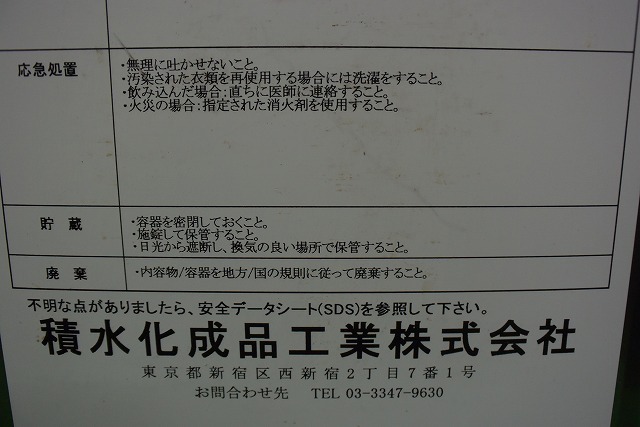 応急処置
・無理に吐かせないこと。
・汚染された衣類を再使用する場合には洗濯をすること。
・飲み込んだ場合:直ちに医師に連絡すること。
・火災の場合:指定された消火剤を使用すること。
貯蔵
・容器を密閉しておくこと。
・施錠して保管すること。
・日光から遮断し、換気の良い場所で保管すること。
廃棄
・内容物/容器を地方/国の規則に従って廃棄すること。
不明な点がありましたら、安全データシート(SDS)を参照して下さい。
積水化成品工業株式会社
東京都新宿区西新宿2丁目7番1号
お問合わせ先 TEL 03-3347-9630